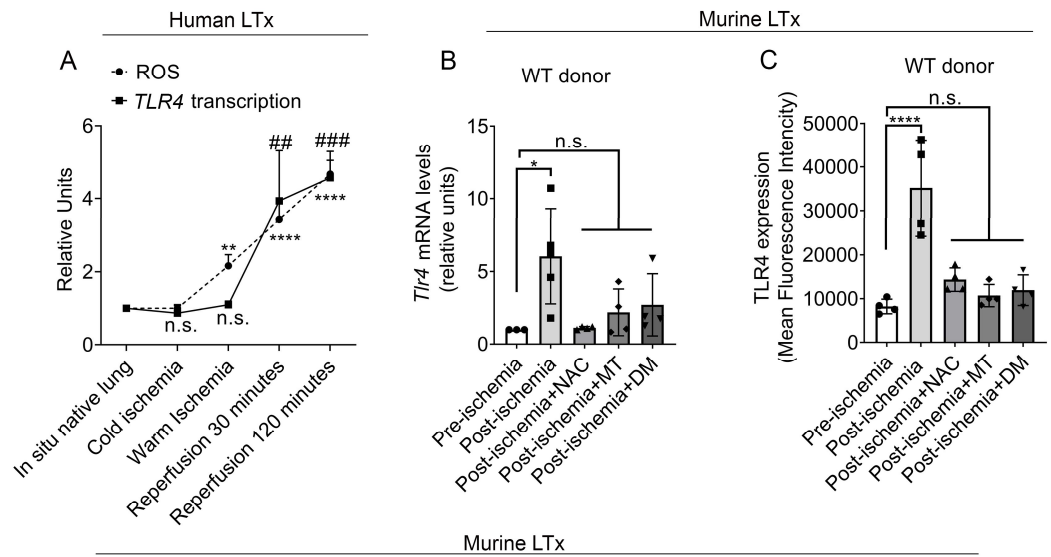 Human LTx
Murine LTx
A
ROS
TLR4 transcription
Relative Units
6
4
2
0
n.s.
**
n.s.
##
****
###
****
In situ native lung
Cold ischemia
Warm Ischemia
Reperfusion 30 minutes
Reperfusion 120 minutes
B
WT donor
Tlr4 mRNA levels
(relative units)
15
10
5
0
n.s.
*
Pre-ischemia
Post-ischemia
Post-ischemia+NAC
Post-ischemia+MT
Post-ischemia+DM
C
WT donor
TLR4 expression
(Mean Fluorescence Intencity)
50000
40000
30000
20000
10000
0
n.s.
****
Pre-ischemia
Post-ischemia
Post-ischemia+NAC
Post-ischemia+MT
Post-ischemia+DM
Murine LTx